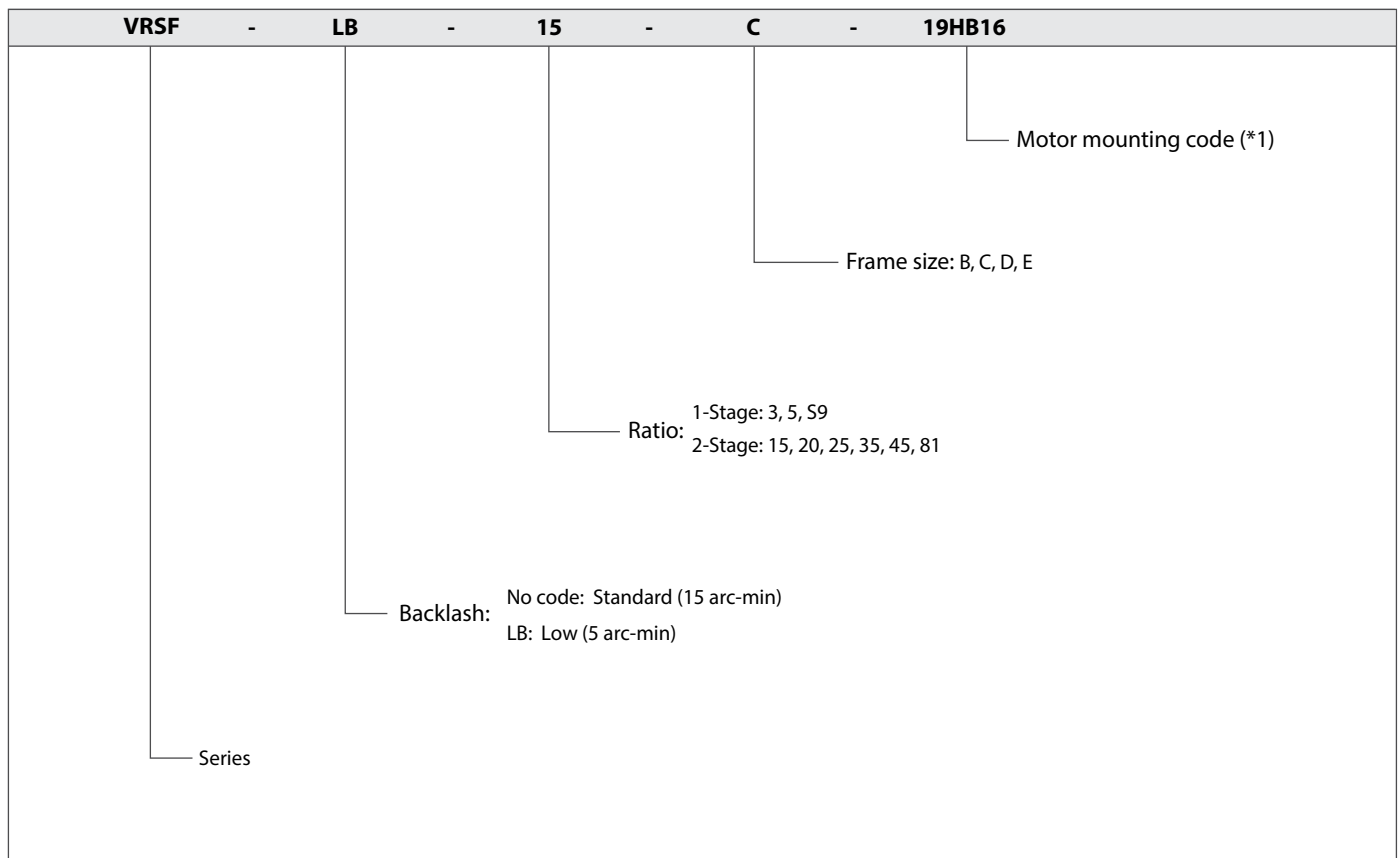 VRSF - LB - 15 - C - 19HB16
Motor mounting code (*1)
Frame size: B, C, D, E
Ratio:
1-Stage: 3, 5, S9
2-Stage: 15, 20, 25, 35, 45, 81
Backlash:
No code: Standard (15 arc-min)
LB: Low (5 arc-min)
Series